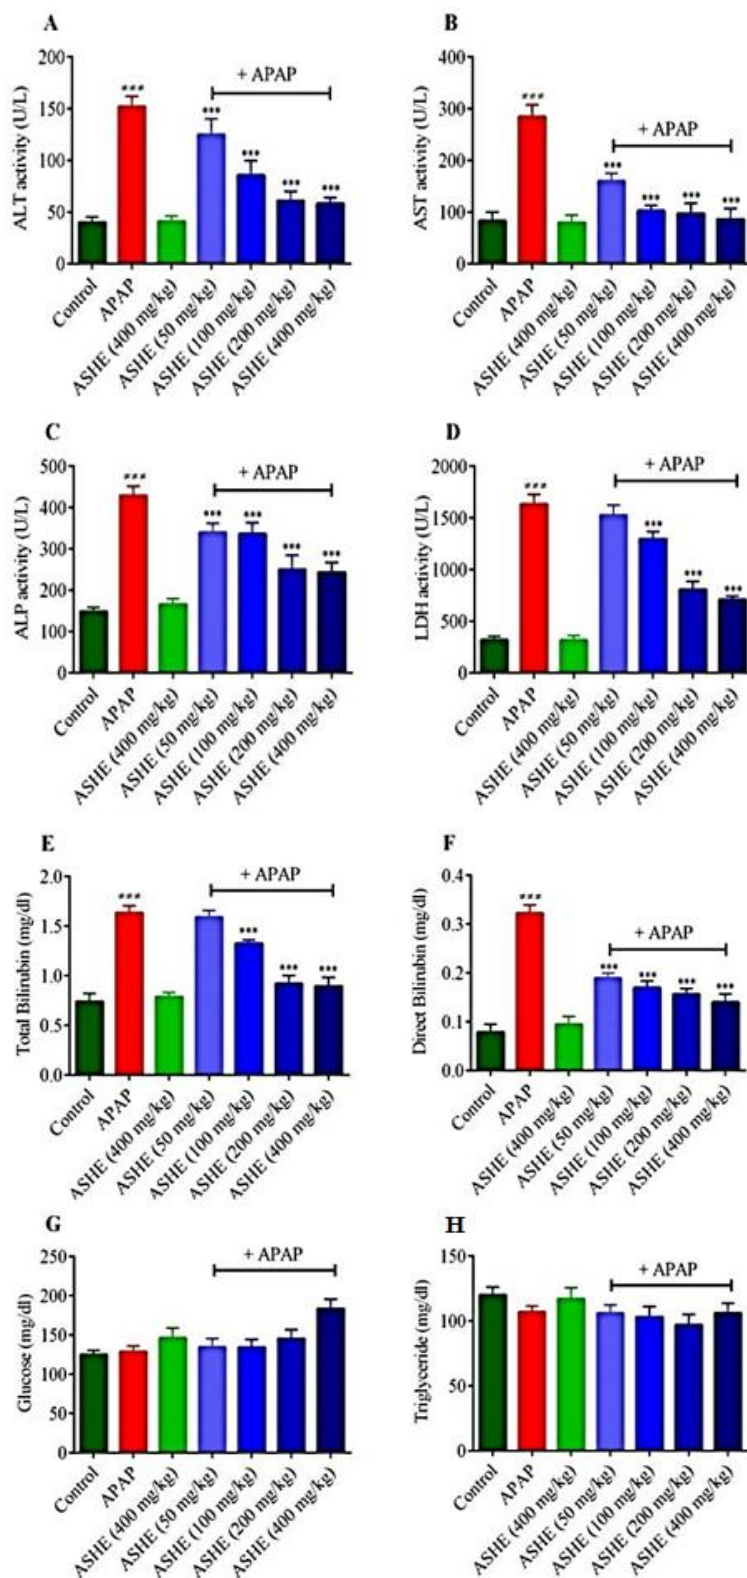 A
ALT activity (U/L)
200
150
100
50
0
###
+ APAP
***
***
***
***
Control
APAP
ASHE (400 mg/kg)
ASHE (50 mg/kg)
ASHE (100 mg/kg)
ASHE (200 mg/kg)
ASHE (400 mg/kg)
B
AST activity (U/L)
400
300
200
100
0
###
+ APAP
***
***
***
***
Control
APAP
ASHE (400 mg/kg)
ASHE (50 mg/kg)
ASHE (100 mg/kg)
ASHE (200 mg/kg)
ASHE (400 mg/kg)
C
ALP activity (U/L)
500
400
300
200
100
0
###
+ APAP
***
***
***
***
Control
APAP
ASHE (400 mg/kg)
ASHE (50 mg/kg)
ASHE (100 mg/kg)
ASHE (200 mg/kg)
ASHE (400 mg/kg)
D
LDH activity (U/L)
2000
1500
1000
500
0
###
+ APAP
***
***
***
Control
APAP
ASHE (400 mg/kg)
ASHE (50 mg/kg)
ASHE (100 mg/kg)
ASHE (200 mg/kg)
ASHE (400 mg/kg)
E
Total Bilirubin (mg/dl)
2.0
1.5
1.0
0.5
0.0
###
+ APAP
***
***
***
Control
APAP
ASHE (400 mg/kg)
ASHE (50 mg/kg)
ASHE (100 mg/kg)
ASHE (200 mg/kg)
ASHE (400 mg/kg)
F
Direct Bilirubin (mg/dl)
0.4
0.3
0.2
0.1
0.0
###
+ APAP
***
***
***
***
Control
APAP
ASHE (400 mg/kg)
ASHE (50 mg/kg)
ASHE (100 mg/kg)
ASHE (200 mg/kg)
ASHE (400 mg/kg)
G
Glucose (mg/dl)
250
200
150
100
50
0
+ APAP
Control
APAP
ASHE (400 mg/kg)
ASHE (50 mg/kg)
ASHE (100 mg/kg)
ASHE (200 mg/kg)
ASHE (400 mg/kg)
H
Triglyceride (mg/dl)
150
100
50
0
+ APAP
Control
APAP
ASHE (400 mg/kg)
ASHE (50 mg/kg)
ASHE (100 mg/kg)
ASHE (200 mg/kg)
ASHE (400 mg/kg)